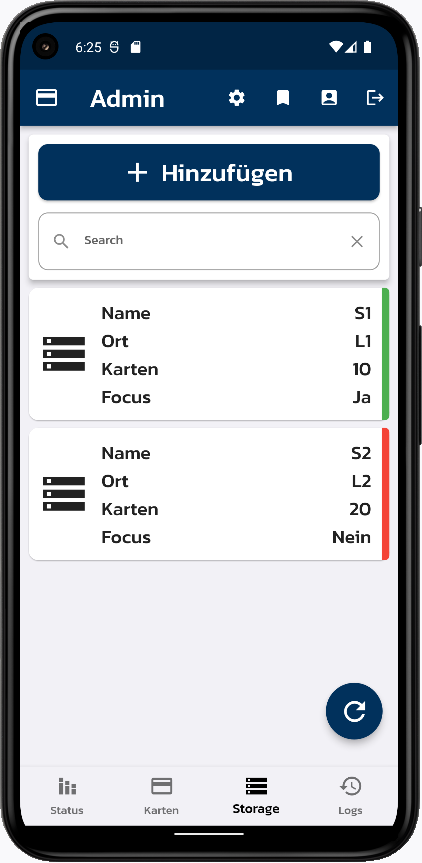 6:25
Admin
+ Hinzufügen
Search
Name S1
Ort L1
Karten 10
Focus Ja
Name S2
Ort L2
Karten 20
Focus Nein
Status Karten Storage Logs